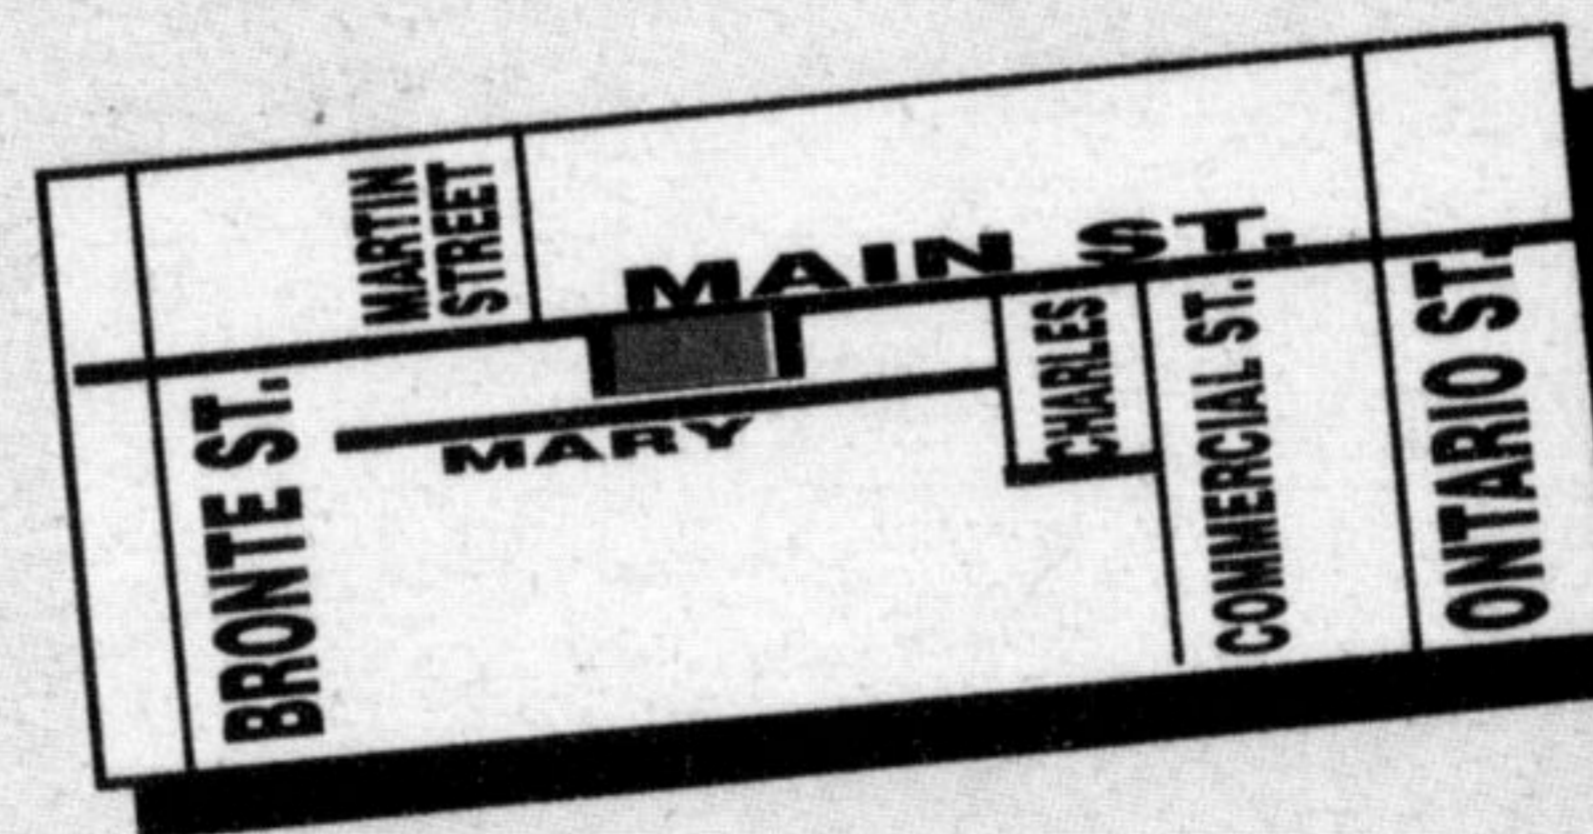 MARTIN
STREET
MAIN ST.
BRONTE ST.
MARY
CHARLES
COMMERCIAL ST.
ONTARIO ST.